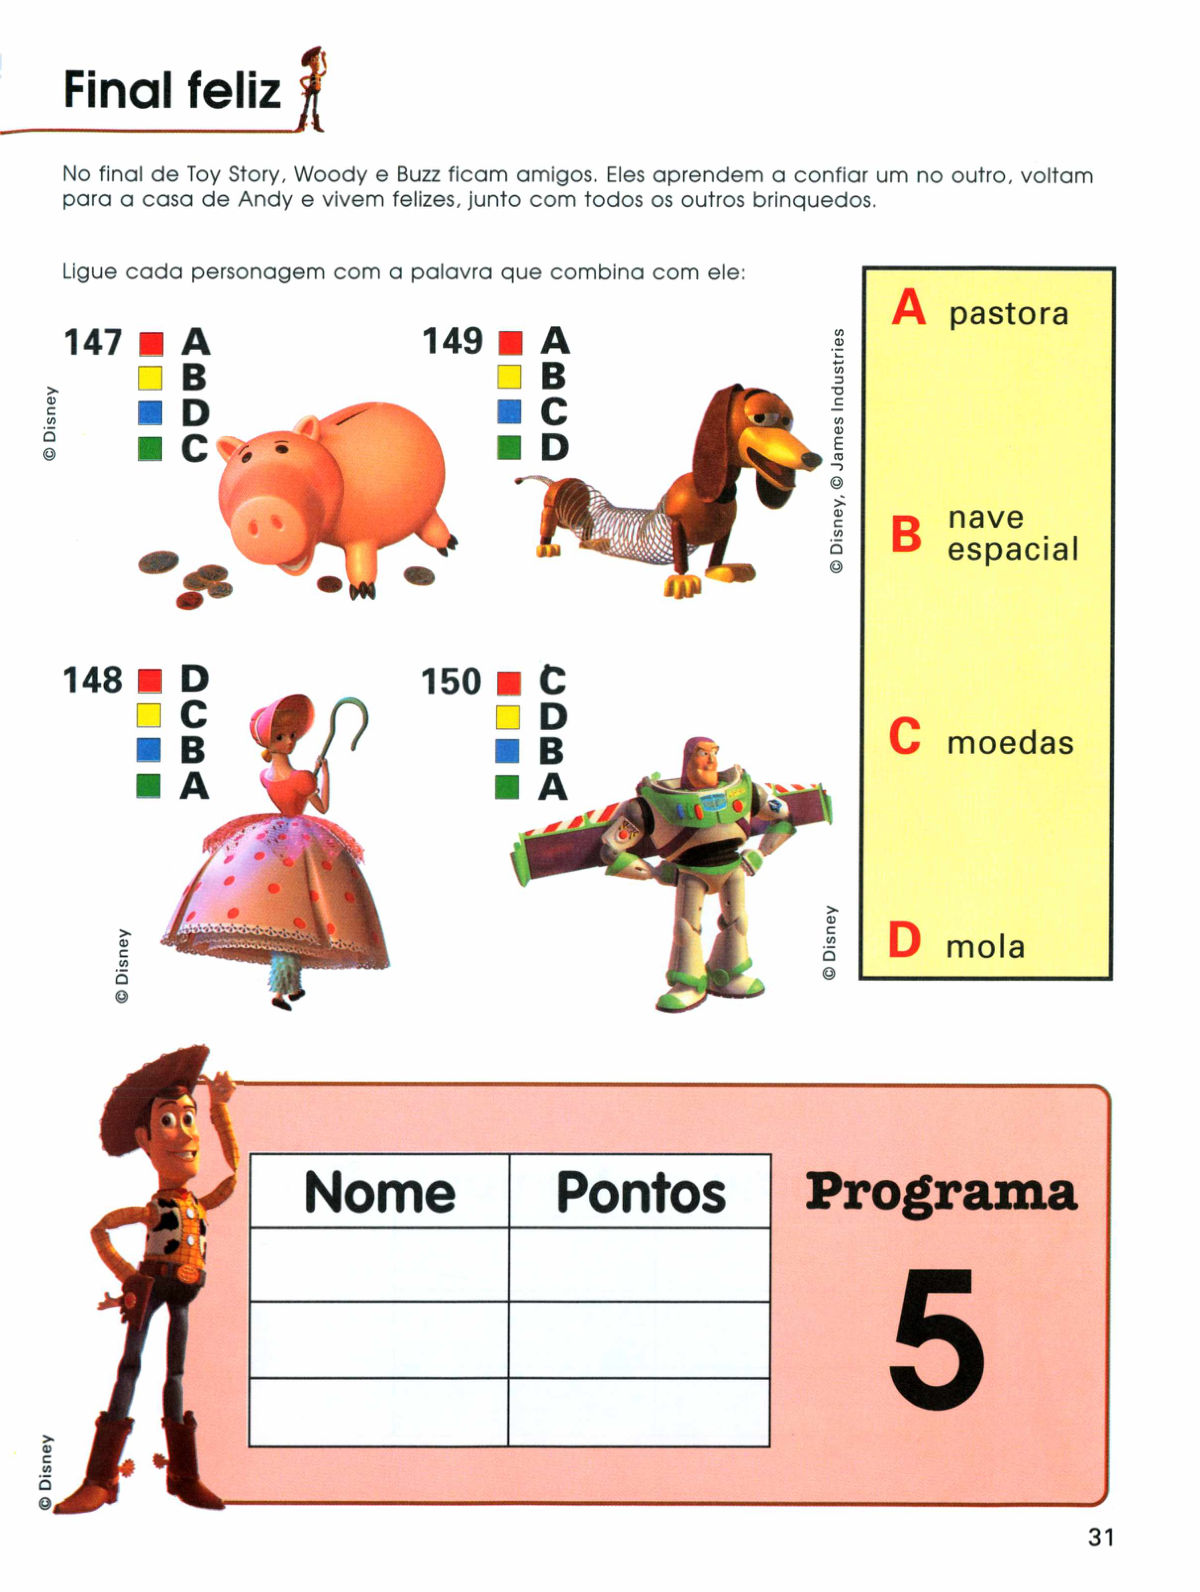 Final feliz
No final de Toy Story, Woody e Buzz ficam amigos. Eles aprendem a confiar um no outro, voltam
para a casa de Andy e vivem felizes, junto com todos os outros brinquedos.
Ligue cada personagem com a palavra que combina com ele:
147 A
B
D
C
© Disney
149 A
B
C
D
© Disney, © James Industries
148 D
C
B
A
© Disney
150 C
D
B
A
© Disney
A pastora
B nave
espacial
C moedas
D mola
Nome Pontos
Programa
5
© Disney
31